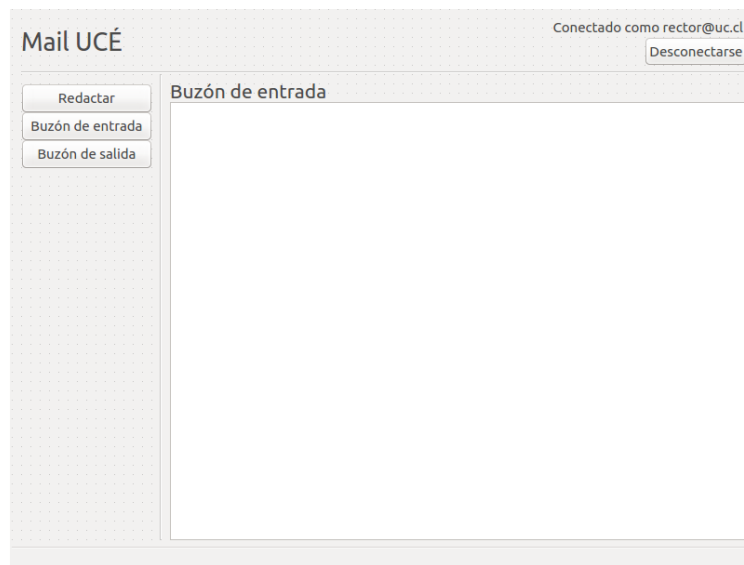 Mail UCÉ
Conectado como rector@uc.cl
Desconectarse
Redactar
Buzón de entrada
Buzón de salida
Buzón de entrada